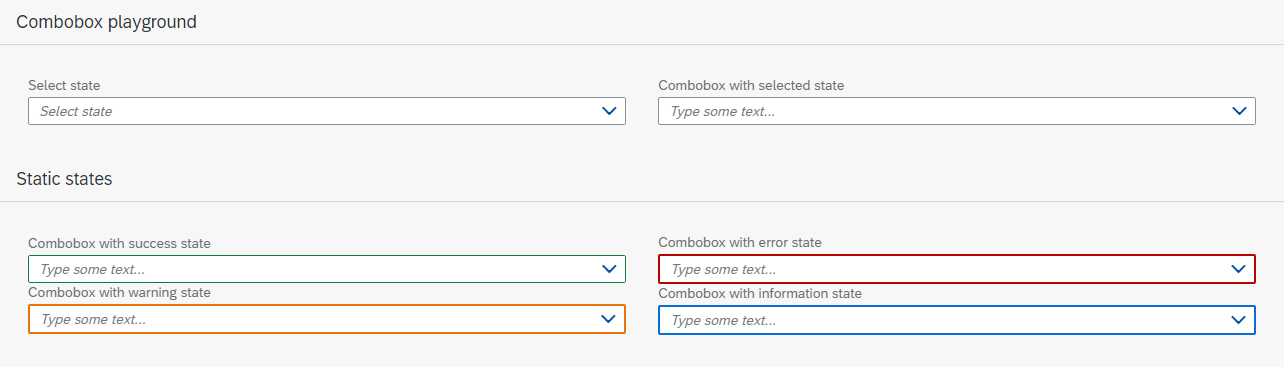 Combobox playground
Select state
Select state
Combobox with selected state
Type some text...
Static states
Combobox with success state
Type some text...
Combobox with error state
Type some text...
Combobox with warning state
Type some text...
Combobox with information state
Type some text...